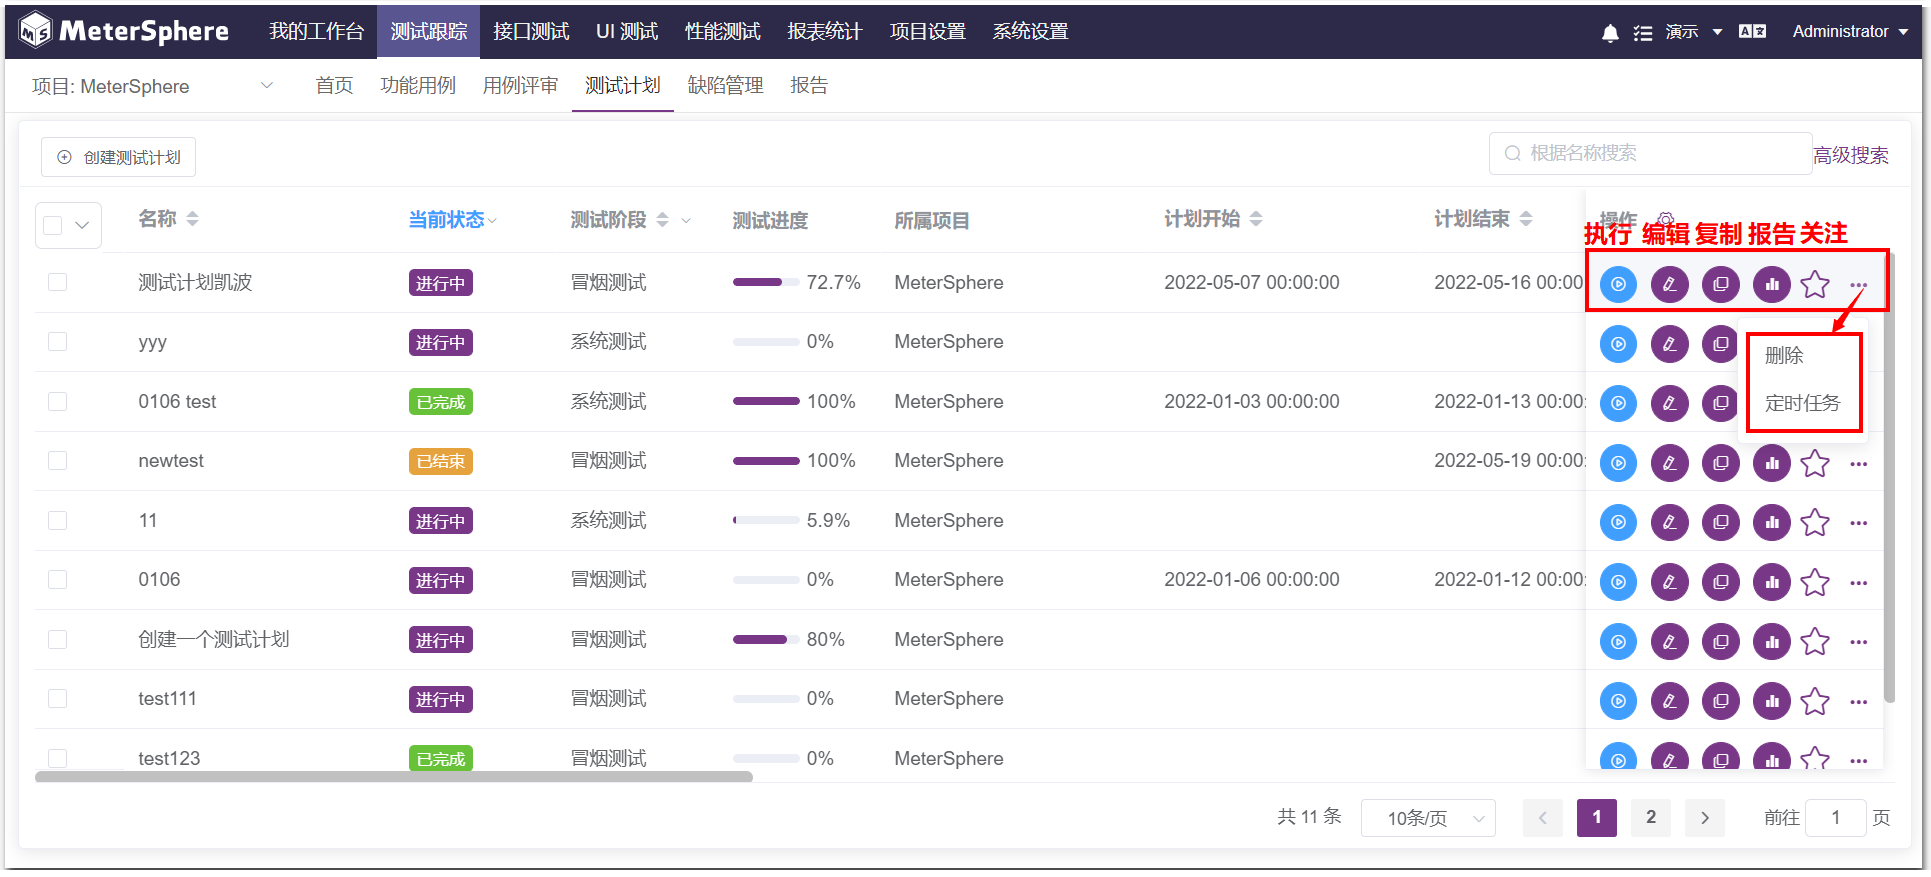 MeterSphere 我的工作台 测试跟踪 接口测试 UI 测试 性能测试 报表统计 项目设置 系统设置 演示 Administrator
项目: MeterSphere 首页 功能用例 用例评审 测试计划 缺陷管理 报告
创建测试计划 根据名称搜索 高级搜索
名称 当前状态 测试阶段 测试进度 所属项目 计划开始 计划结束 操作
执行 编辑 复制 报告 关注
测试计划凯波 进行中 冒烟测试 72.7% MeterSphere 2022-05-07 00:00:00 2022-05-16 00:00
yyy 进行中 系统测试 0% MeterSphere
删除
0106 test 已完成 系统测试 100% MeterSphere 2022-01-03 00:00:00 2022-01-13 00:00:
定时任务
newtest 已结束 冒烟测试 100% MeterSphere 2022-05-19 00:00:
11 进行中 系统测试 5.9% MeterSphere
0106 进行中 冒烟测试 0% MeterSphere 2022-01-06 00:00:00 2022-01-12 00:00:
创建一个测试计划 进行中 冒烟测试 80% MeterSphere
test111 进行中 冒烟测试 0% MeterSphere
test123 已完成 冒烟测试 0% MeterSphere
共 11 条 10条/页 1 2 前往 1 页